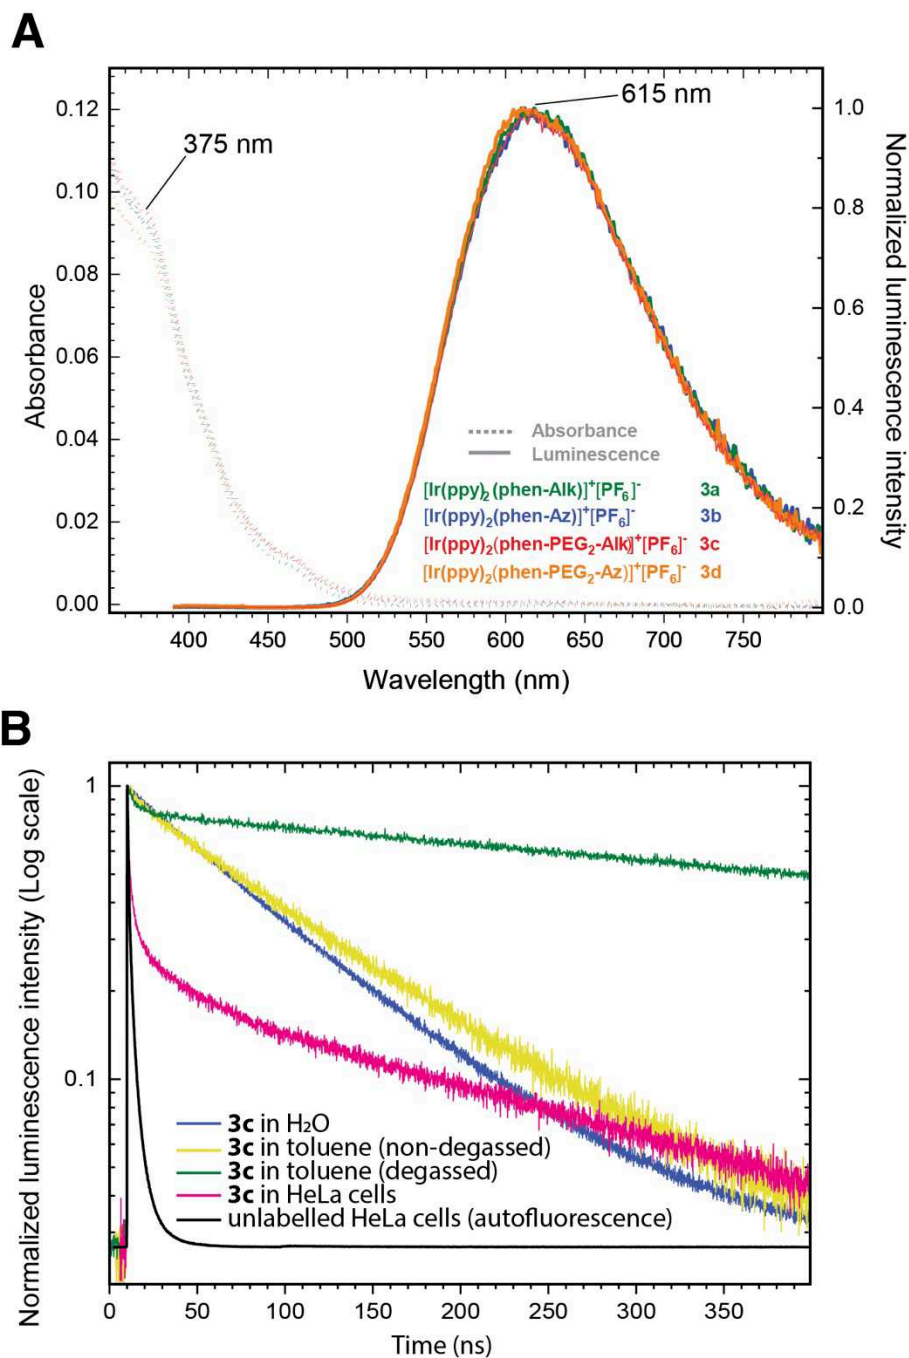 A
375 nm
615 nm
0.12
0.10
0.08
0.06
0.04
0.02
0.00
Absorbance
1.0
0.8
0.6
0.4
0.2
0.0
Normalized luminescence intensity
Absorbance
Luminescence
[Ir(ppy)₂(phen-Alk)]⁺[PF₆]⁻ 3a
[Ir(ppy)₂(phen-Az)]⁺[PF₆]⁻ 3b
[Ir(ppy)₂(phen-PEG₂-Alk)]⁺[PF₆]⁻ 3c
[Ir(ppy)₂(phen-PEG₂-Az)]⁺[PF₆]⁻ 3d
400 450 500 550 600 650 700 750
Wavelength (nm)
B
Normalized luminescence intensity (Log scale)
1
0.1
3c in H₂O
3c in toluene (non-degassed)
3c in toluene (degassed)
3c in HeLa cells
unlabelled HeLa cells (autofluorescence)
0 50 100 150 200 250 300 350
Time (ns)